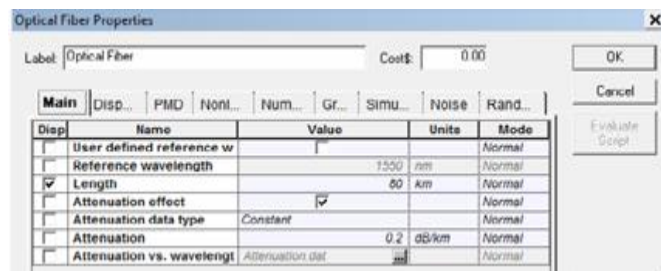 Optical Fiber Properties
Label: Optical Fiber Cost$: 0.00 OK
Cancel
Evaluate Script
Main Disp... PMD Nonl... Num... Gr... Simu... Noise Rand...
Disp Name Value Units Mode
User defined reference w Normal
Reference wavelength 1550 nm Normal
Length 80 km Normal
Attenuation effect Normal
Attenuation data type Constant Normal
Attenuation 0.2 dB/km Normal
Attenuation vs. wavelengt Attenuation.dat ... Normal